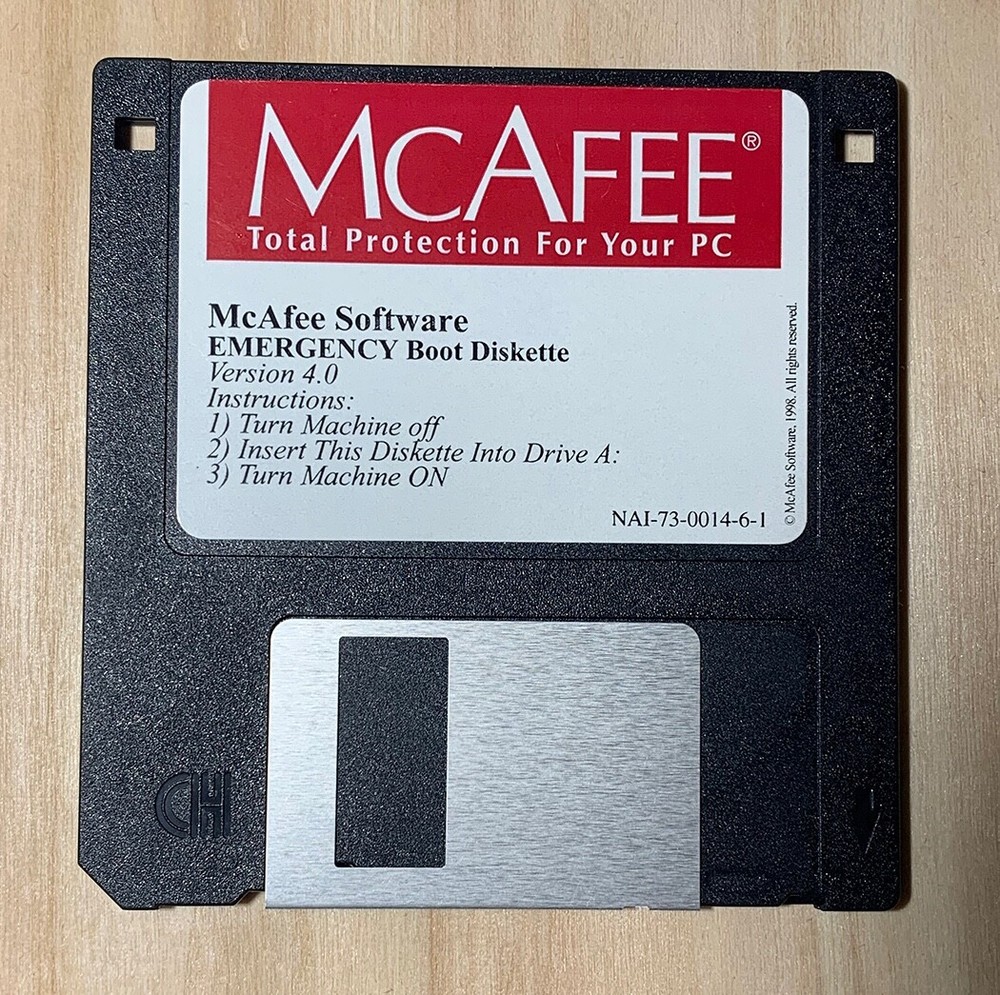 McAfee®
Total Protection For Your PC
McAfee Software
EMERGENCY Boot Diskette
Version 4.0
Instructions:
1) Turn Machine off
2) Insert This Diskette Into Drive A:
3) Turn Machine ON
NAI-73-0014-6-1
© McAfee Software, 1998. All rights reserved.